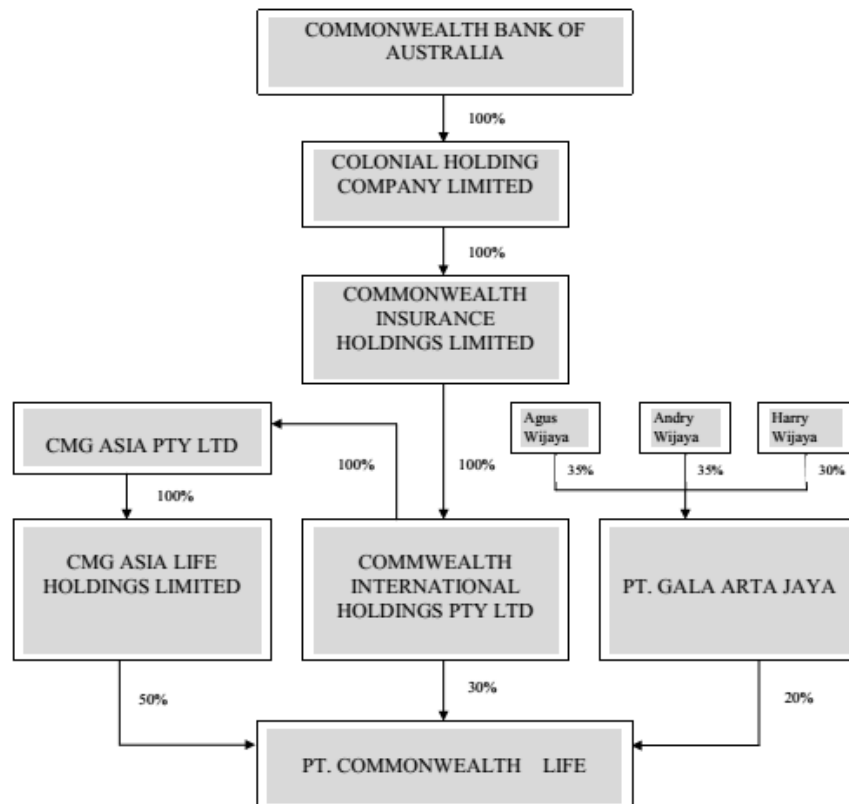 COMMONWEALTH BANK OF
AUSTRALIA
100%
COLONIAL HOLDING
COMPANY LIMITED
100%
COMMONWEALTH
INSURANCE
HOLDINGS LIMITED
CMG ASIA PTY LTD
Agus
Wijaya
Andry
Wijaya
Harry
Wijaya
100%
100%
35%
35%
30%
100%
CMG ASIA LIFE
HOLDINGS LIMITED
COMMWEALTH
INTERNATIONAL
HOLDINGS PTY LTD
PT. GALA ARTA JAYA
50%
30%
20%
PT. COMMONWEALTH LIFE